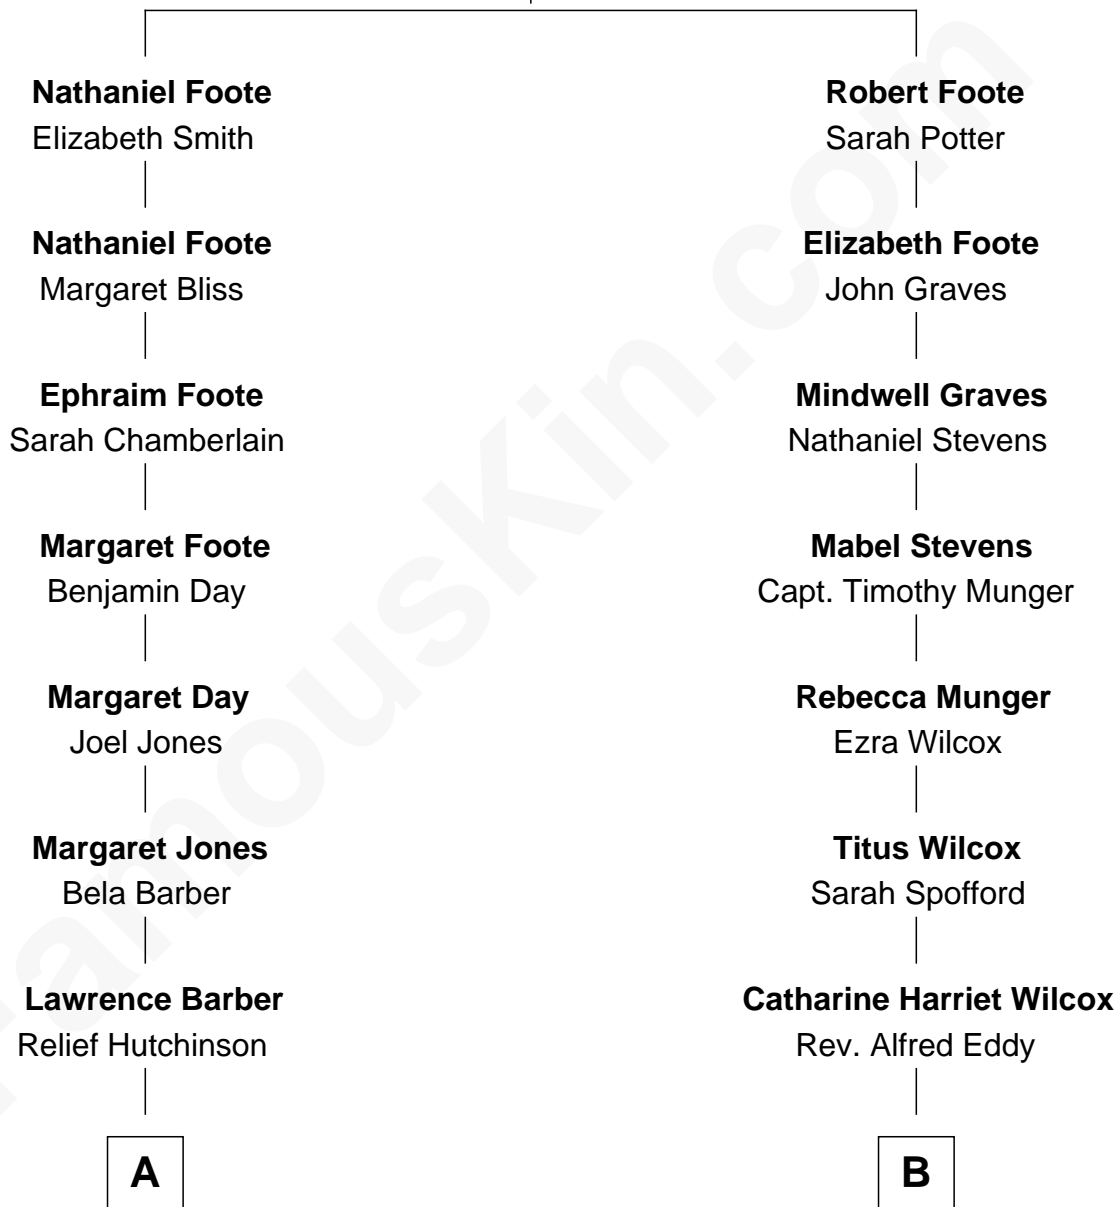 Nathaniel Foote
Elizabeth Smith
Nathaniel Foote
Margaret Bliss
Ephraim Foote
Sarah Chamberlain
Margaret Foote
Benjamin Day
Margaret Day
Joel Jones
Margaret Jones
Bela Barber
Lawrence Barber
Relief Hutchinson
A
Robert Foote
Sarah Potter
Elizabeth Foote
John Graves
Mindwell Graves
Nathaniel Stevens
Mabel Stevens
Capt. Timothy Munger
Rebecca Munger
Ezra Wilcox
Titus Wilcox
Sarah Spofford
Catharine Harriet Wilcox
Rev. Alfred Eddy
B
FamousKin.com